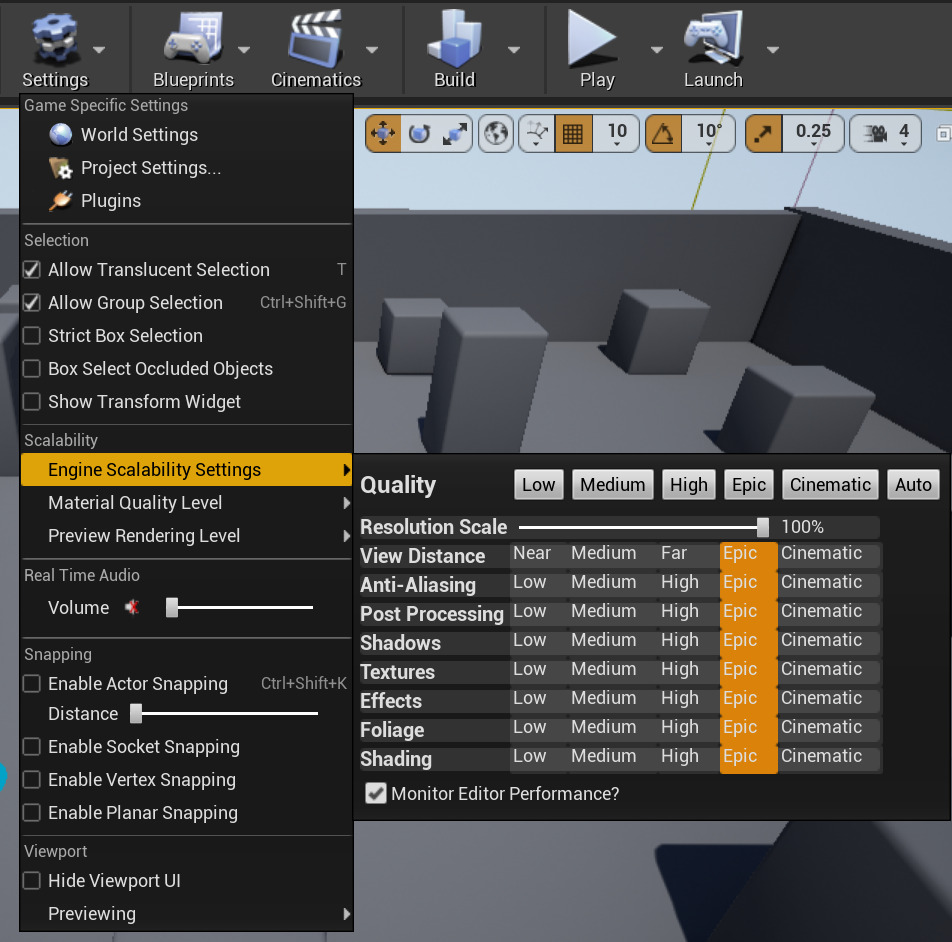 Settings Blueprints Cinematics Build Play Launch
Game Specific Settings
World Settings
Project Settings...
Plugins
10 10° 0.25 4
Selection
Allow Translucent Selection T
Allow Group Selection Ctrl+Shift+G
Strict Box Selection
Box Select Occluded Objects
Show Transform Widget
Scalability
Engine Scalability Settings
Material Quality Level
Preview Rendering Level
Real Time Audio
Volume
Snapping
Enable Actor Snapping Ctrl+Shift+K
Distance
Enable Socket Snapping
Enable Vertex Snapping
Enable Planar Snapping
Viewport
Hide Viewport UI
Previewing
Quality Low Medium High Epic Cinematic Auto
Resolution Scale 100%
View Distance Near Medium Far Epic Cinematic
Anti-Aliasing Low Medium High Epic Cinematic
Post Processing Low Medium High Epic Cinematic
Shadows Low Medium High Epic Cinematic
Textures Low Medium High Epic Cinematic
Effects Low Medium High Epic Cinematic
Foliage Low Medium High Epic Cinematic
Shading Low Medium High Epic Cinematic
Monitor Editor Performance?